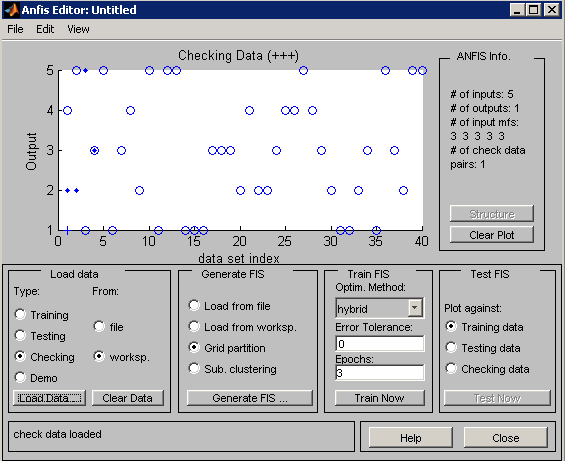 Anfis Editor: Untitled
File Edit View
Checking Data (+++)
Output
5
4
3
2
1
0 5 10 15 20 25 30 35 40
data set index
ANFIS Info.
# of inputs: 5
# of outputs: 1
# of input mfs:
3 3 3 3 3
# of check data
pairs: 1
Structure
Clear Plot
Load data
Type: From:
Training
Testing
Checking
Demo
file
worksp.
Load Data...
Clear Data
Generate FIS
Load from file
Load from worksp.
Grid partition
Sub. clustering
Generate FIS ...
Train FIS
Optim. Method:
hybrid
Error Tolerance:
0
Epochs:
3
Train Now
Test FIS
Plot against:
Training data
Testing data
Checking data
Test Now
check data loaded
Help
Close